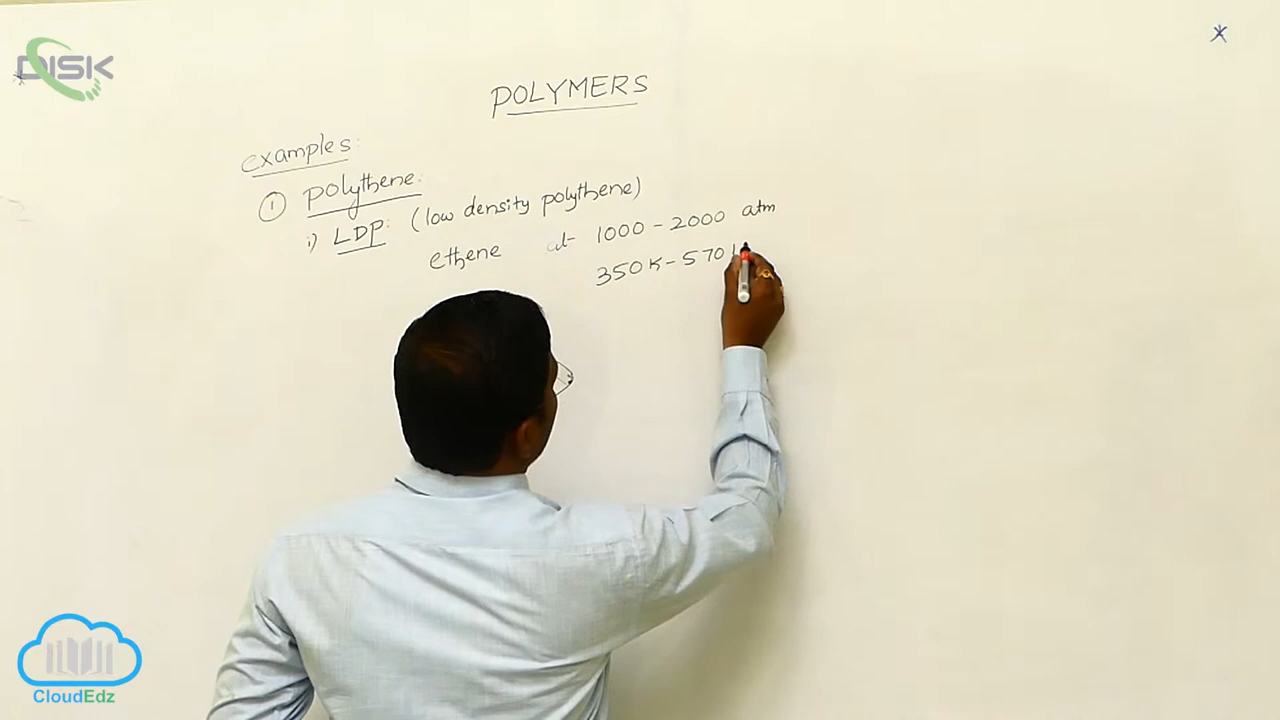 DISK
POLYMERS
examples:
① polythene:
i) LDP: (low density polythene)
ethene at 1000 - 2000 atm
350K - 570K
CloudEdz